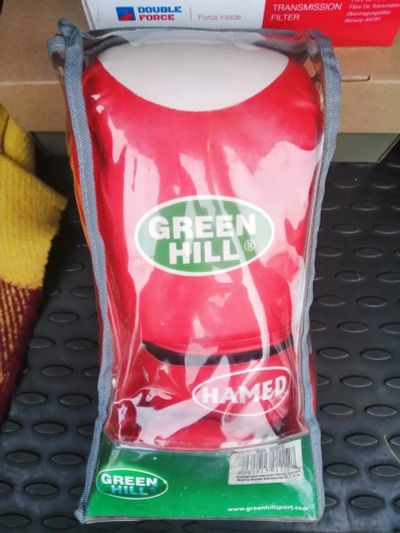 DOUBLE
FORCE
Force Inside
TRANSMISSION
FILTER
GREEN
HILL®
HAMED
GREEN
HILL
www.greenhillsport.com